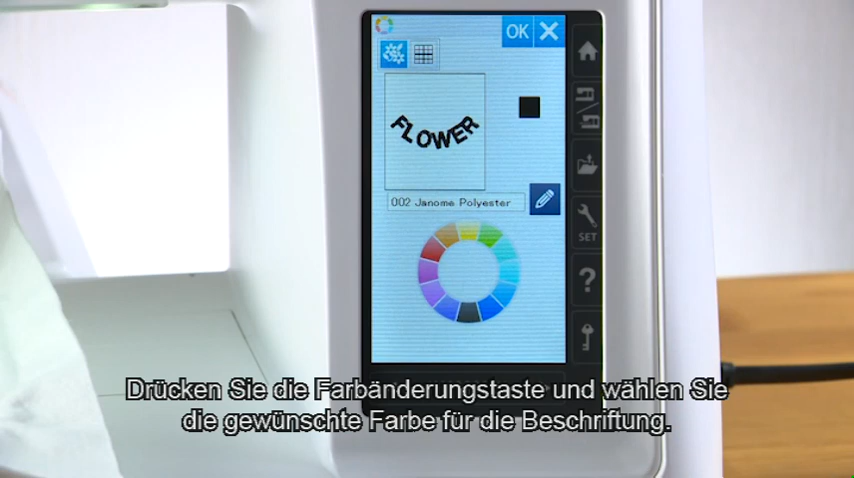 OK
FLOWER
002 Janome Polyester
SET
?
Drücken Sie die Farbänderungstaste und wählen Sie
die gewünschte Farbe für die Beschriftung.